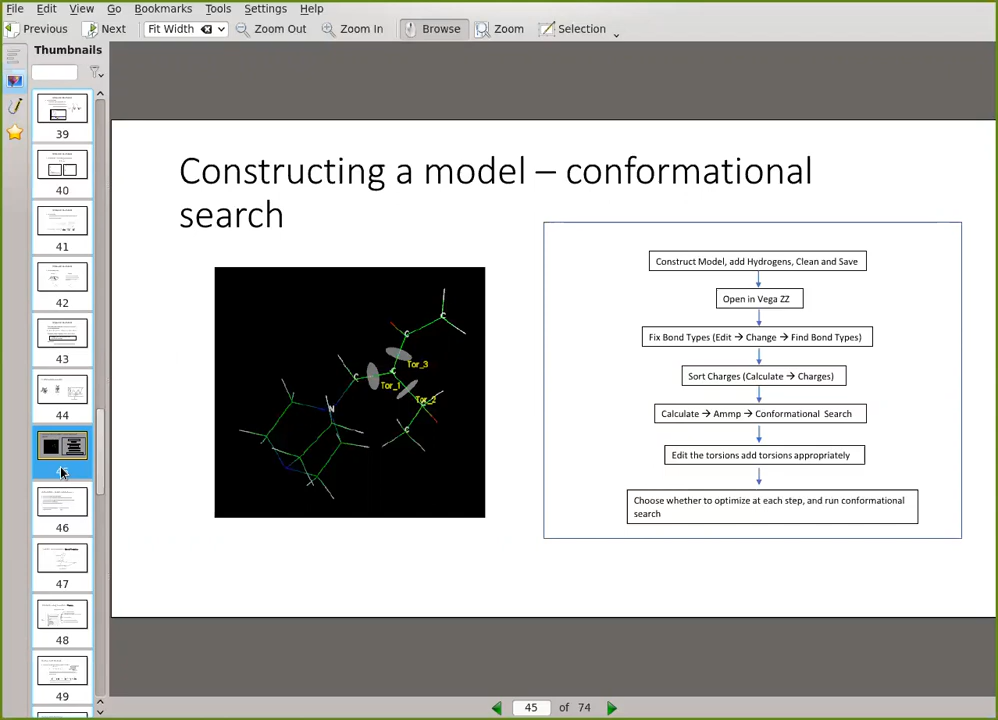 File Edit View Go Bookmarks Tools Settings Help
Previous Next Fit Width Zoom Out Zoom In Browse Zoom Selection
Thumbnails
39
40
41
42
43
44
46
47
48
49
Constructing a model – conformational
search
C
C
Tor_3
C
C
Tor_1
N
C
C
Construct Model, add Hydrogens, Clean and Save
Open in Vega ZZ
Fix Bond Types (Edit → Change → Find Bond Types)
Sort Charges (Calculate → Charges)
Calculate → Ammp → Conformational Search
Edit the torsions add torsions appropriately
Choose whether to optimize at each step, and run conformational
search
45 of 74